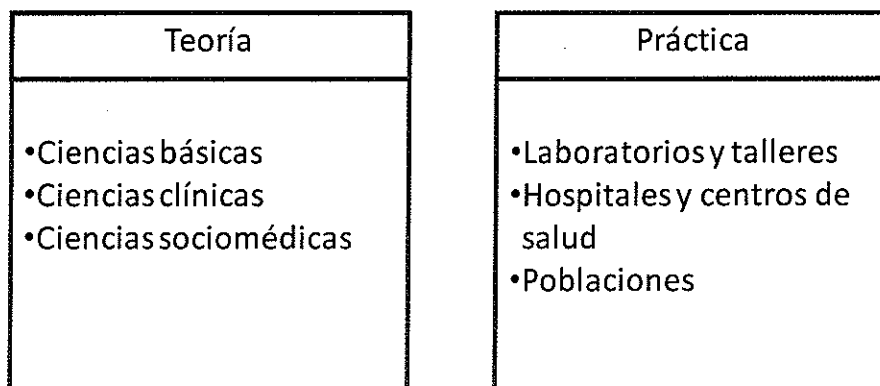 Teoría
•Ciencias básicas
•Ciencias clínicas
•Ciencias sociomédicas
Práctica
•Laboratorios y talleres
•Hospitales y centros de
salud
•Poblaciones